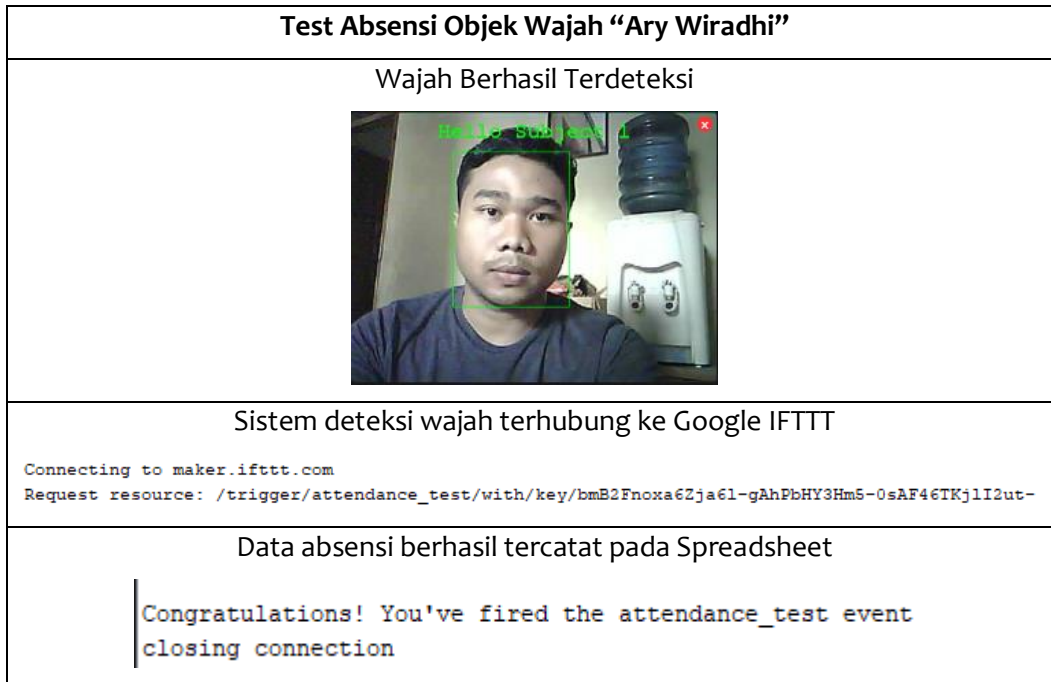 Test Absensi Objek Wajah “Ary Wiradhi”
Wajah Berhasil Terdeteksi
Hello Subject 1
Sistem deteksi wajah terhubung ke Google IFTTT
Connecting to maker.ifttt.com
Request resource: /trigger/attendance_test/with/key/bmB2Fnoxa6Zja6l-gAhPbHY3Hm5-0sAF46TKjlI2ut-
Data absensi berhasil tercatat pada Spreadsheet
Congratulations! You've fired the attendance_test event
closing connection